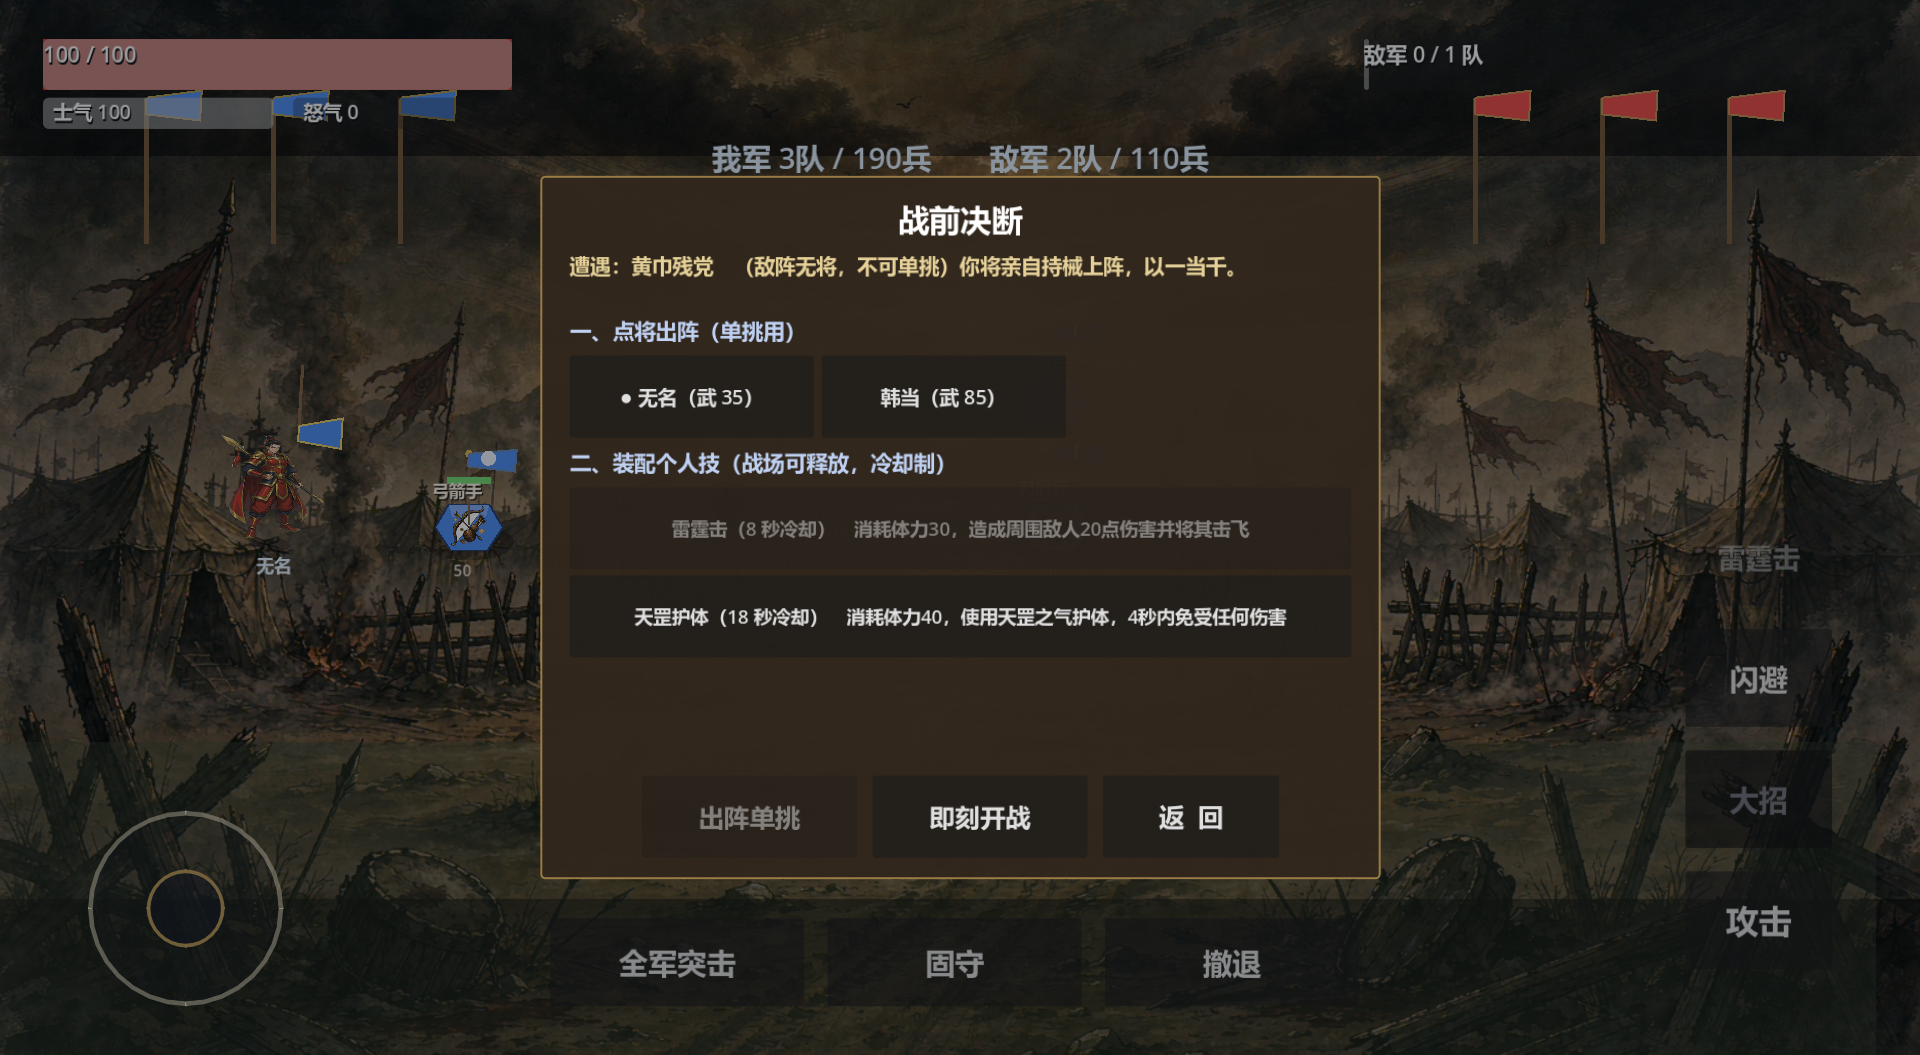 100 / 100
士气 100
怒气 0
敌军 0 / 1 队
我军 3队 / 190兵
敌军 2队 / 110兵
战前决断
遭遇：黄巾残党 （敌阵无将，不可单挑）你将亲自持械上阵，以一当千。
一、点将出阵（单挑用）
● 无名（武 35）
韩当（武 85）
二、装配个人技（战场可释放，冷却制）
雷霆击（8 秒冷却） 消耗体力30，造成周围敌人20点伤害并将其击飞
天罡护体（18 秒冷却） 消耗体力40，使用天罡之气护体，4秒内免受任何伤害
出阵单挑
即刻开战
返 回
弓箭手
50
无名
雷霆击
闪避
大招
攻击
全军突击
固守
撤退